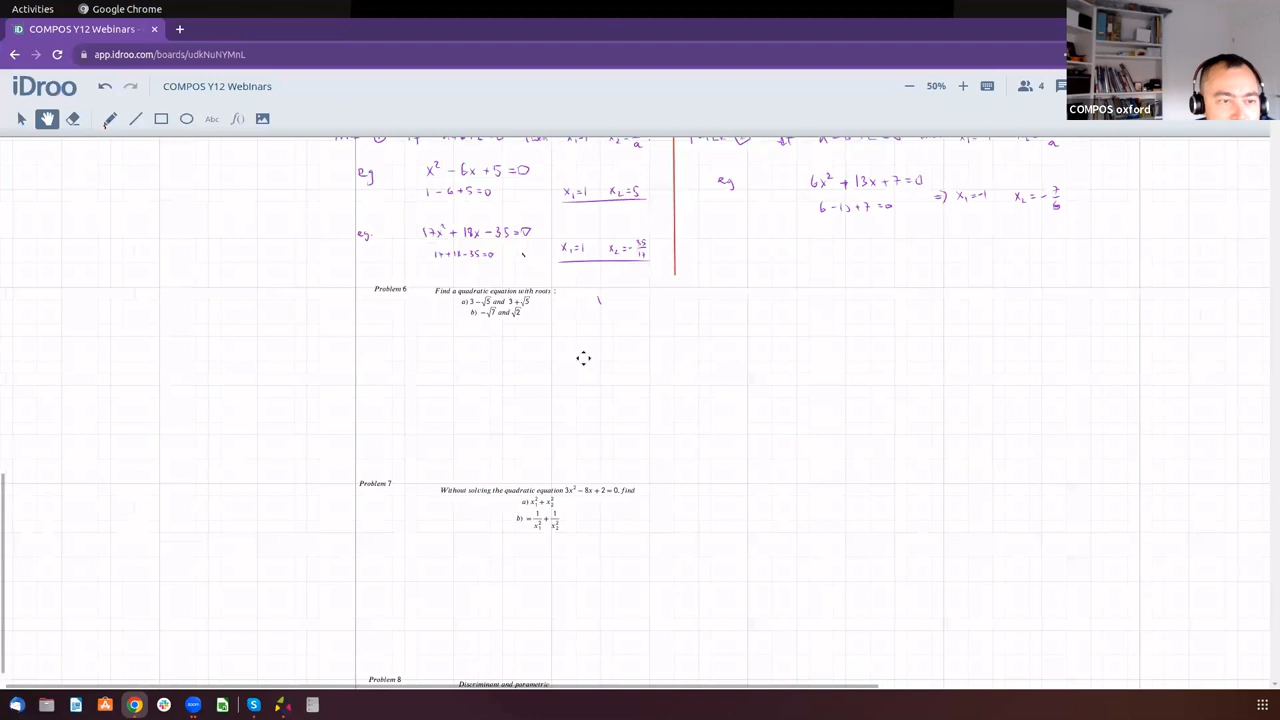 Activities Google Chrome
COMPOS Y12 Webinars -
app.idroo.com/boards/udkNuNYMnL
iDroo COMPOS Y12 WebInars 50% 4
COMPOS oxford
Abc f()
eg x² - 6x + 5 = 0
1 - 6 + 5 = 0 x₁=1 x₂=5
eg. 17x² + 18x - 35 = 0
17+18-35=0 x₁=1 x₂=-35/17
eg 6x² + 13x + 7 = 0
6 - 13 + 7 = 0 => x₁=-1 x₂=-7/6
Problem 6 Find a quadratic equation with roots :
a) 3 − √5 and 3 + √5
b) − √7 and √2
Problem 7 Without solving the quadratic equation 3x² − 8x + 2 = 0, find
a) x₁² + x₂²
b) = 1/x₁² + 1/x₂²
Problem 8 Discriminant and parametric